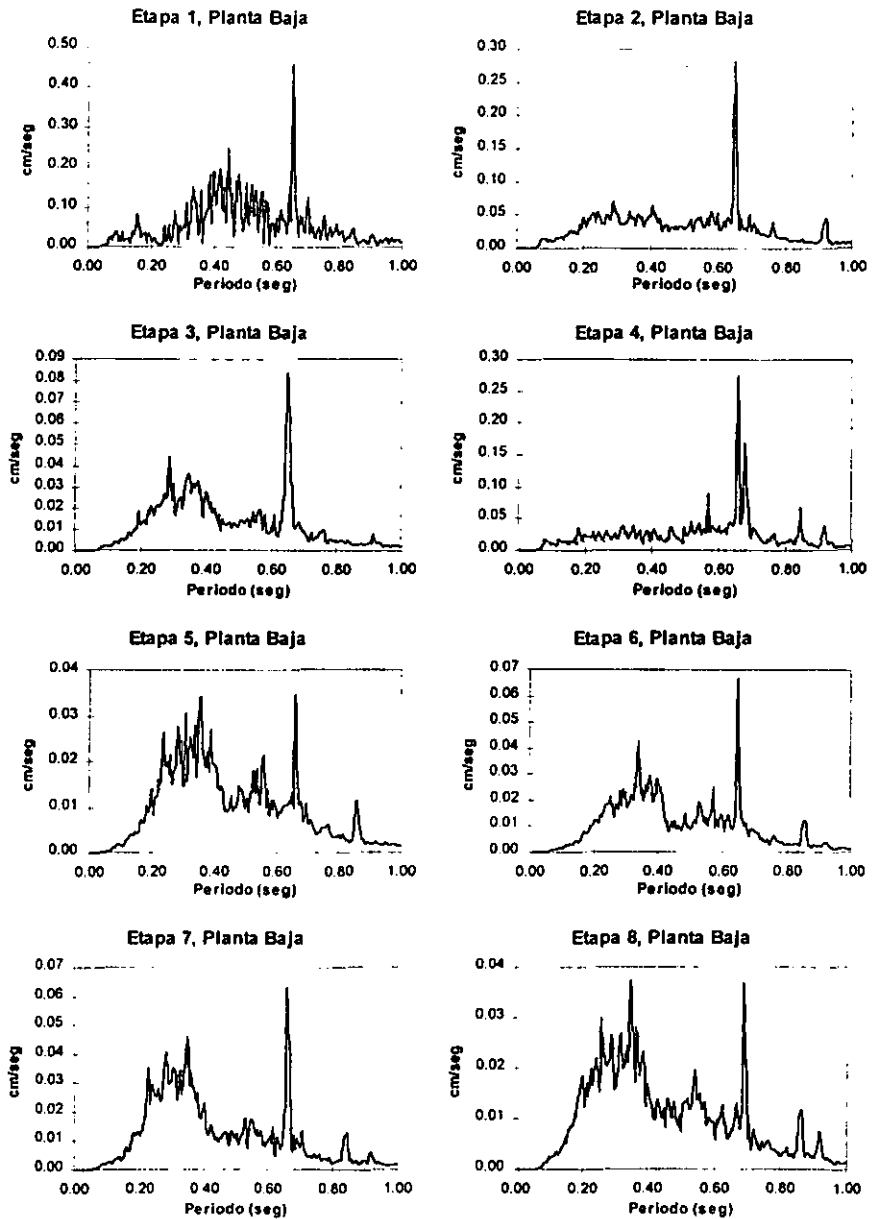 Etapa 1, Planta Baja
0.50
0.40
0.30
0.20
0.10
0.00
cm/seg
0.00 0.20 0.40 0.60 0.80 1.00
Periodo (seg)
Etapa 2, Planta Baja
0.30
0.25
0.20
0.15
0.10
0.05
0.00
cm/seg
0.00 0.20 0.40 0.60 0.80 1.00
Periodo (seg)
Etapa 3, Planta Baja
0.09
0.08
0.07
0.06
0.05
0.04
0.03
0.02
0.01
0.00
cm/seg
0.00 0.20 0.40 0.60 0.80 1.00
Periodo (seg)
Etapa 4, Planta Baja
0.30
0.25
0.20
0.15
0.10
0.05
0.00
cm/seg
0.00 0.20 0.40 0.60 0.80 1.00
Periodo (seg)
Etapa 5, Planta Baja
0.04
0.03
0.02
0.01
0.00
cm/seg
0.00 0.20 0.40 0.60 0.80 1.00
Periodo (seg)
Etapa 6, Planta Baja
0.07
0.06
0.05
0.04
0.03
0.02
0.01
0.00
cm/seg
0.00 0.20 0.40 0.60 0.80 1.00
Periodo (seg)
Etapa 7, Planta Baja
0.07
0.06
0.05
0.04
0.03
0.02
0.01
0.00
cm/seg
0.00 0.20 0.40 0.60 0.80 1.00
Periodo (seg)
Etapa 8, Planta Baja
0.04
0.03
0.02
0.01
0.00
cm/seg
0.00 0.20 0.40 0.60 0.80 1.00
Periodo (seg)